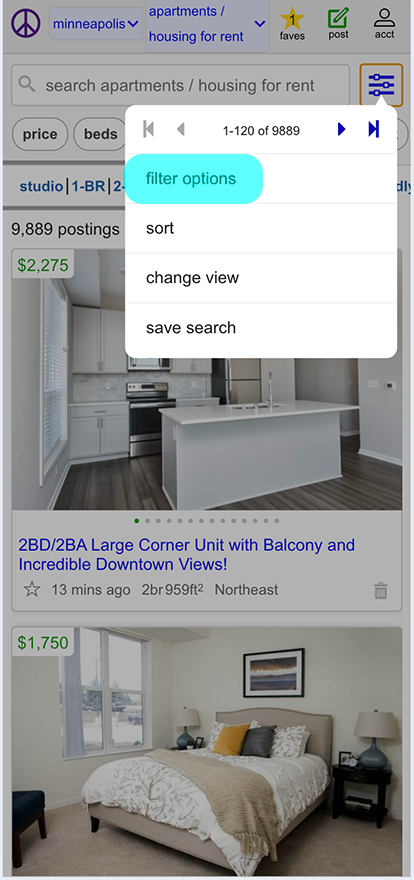 minneapolis
apartments /
housing for rent
1
faves
post
acct
search apartments / housing for rent
price
beds
1-120 of 9889
filter options
studio|1-BR|2-
sort
9,889 postings
change view
$2,275
save search
2BD/2BA Large Corner Unit with Balcony and
Incredible Downtown Views!
13 mins ago 2br 959ft² Northeast
$1,750